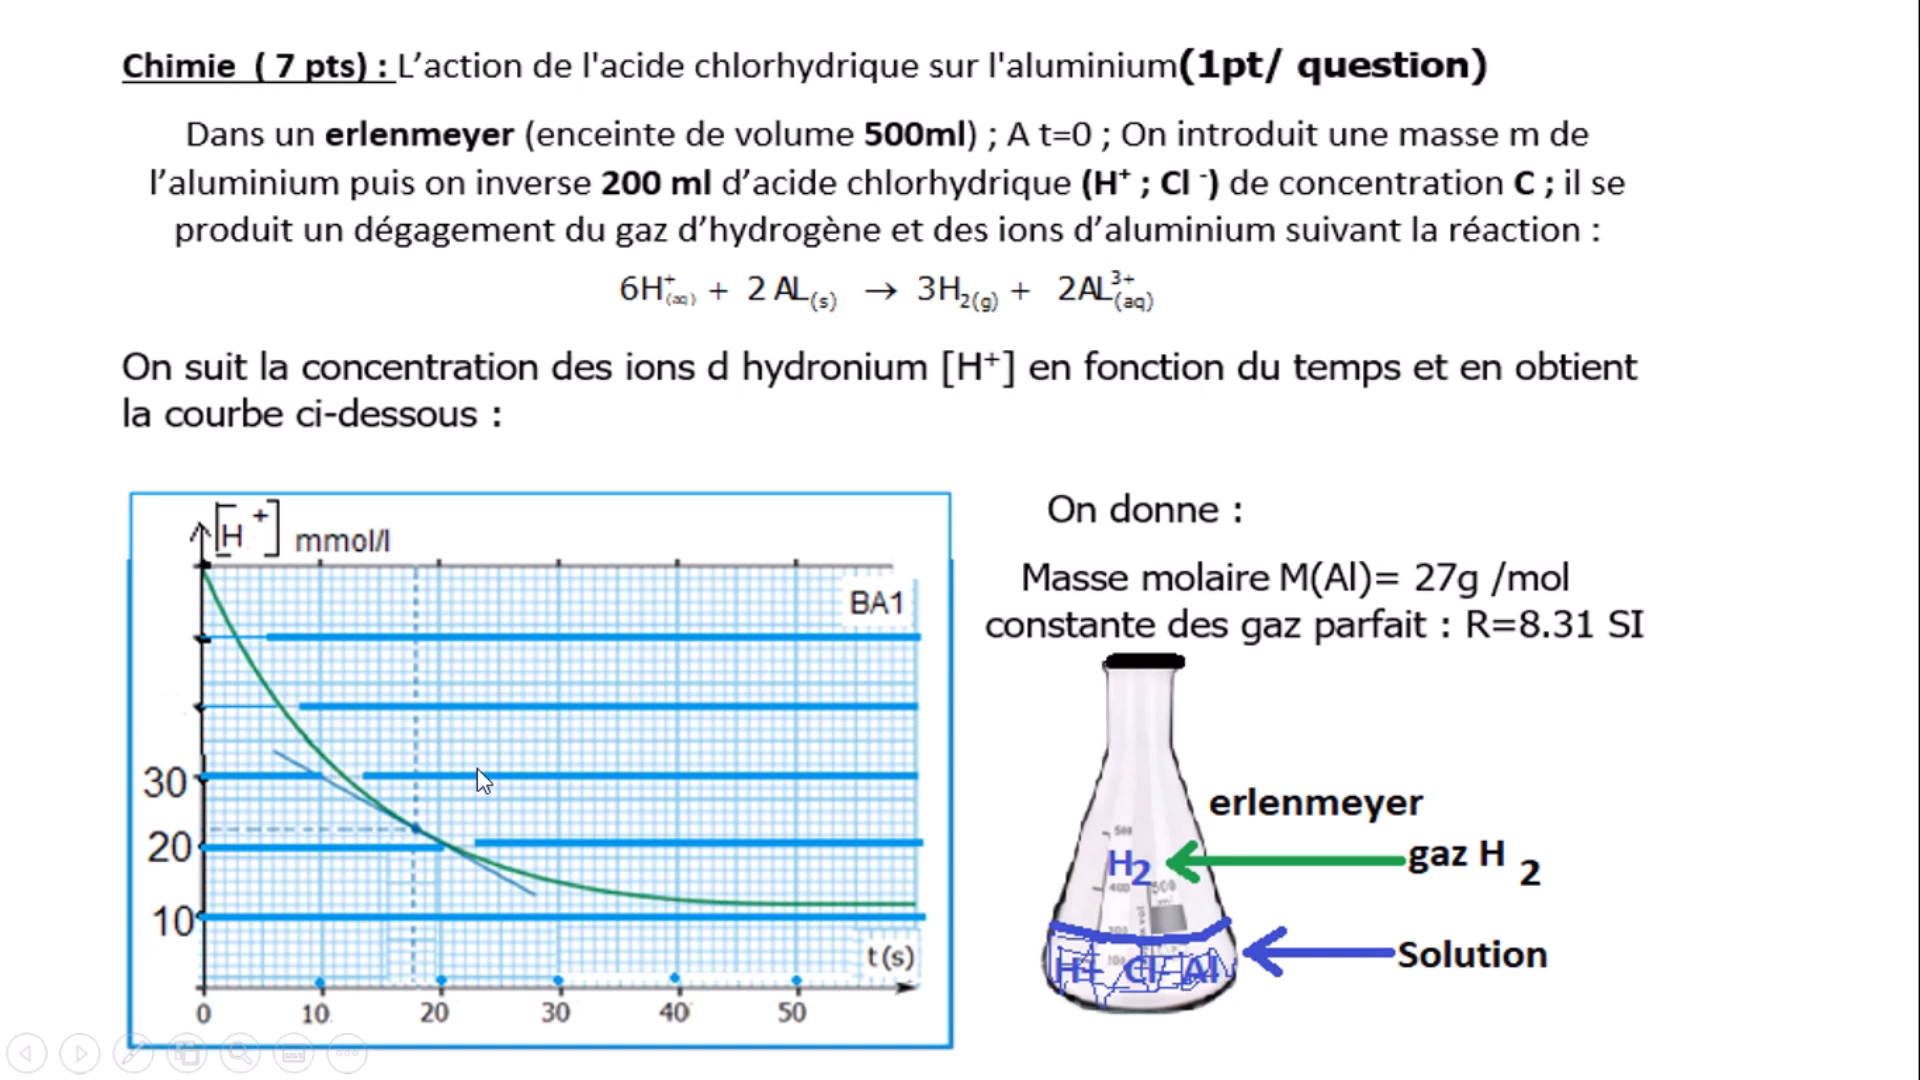 Chimie ( 7 pts) : L’action de l'acide chlorhydrique sur l'aluminium(1pt/ question)
Dans un erlenmeyer (enceinte de volume 500ml) ; A t=0 ; On introduit une masse m de
l’aluminium puis on inverse 200 ml d’acide chlorhydrique (H⁺ ; Cl ⁻) de concentration C ; il se
produit un dégagement du gaz d’hydrogène et des ions d’aluminium suivant la réaction :
6H⁺(aq) + 2 AL(s) → 3H₂(g) + 2AL³⁺(aq)
On suit la concentration des ions d hydronium [H⁺] en fonction du temps et en obtient
la courbe ci-dessous :
[H⁺] mmol/l
BA1
30
20
10
t(s)
0 10 20 30 40 50
On donne :
Masse molaire M(Al)= 27g /mol
constante des gaz parfait : R=8.31 SI
erlenmeyer
gaz H 2
Solution
500
H2
400
500
H+ Cl- Al